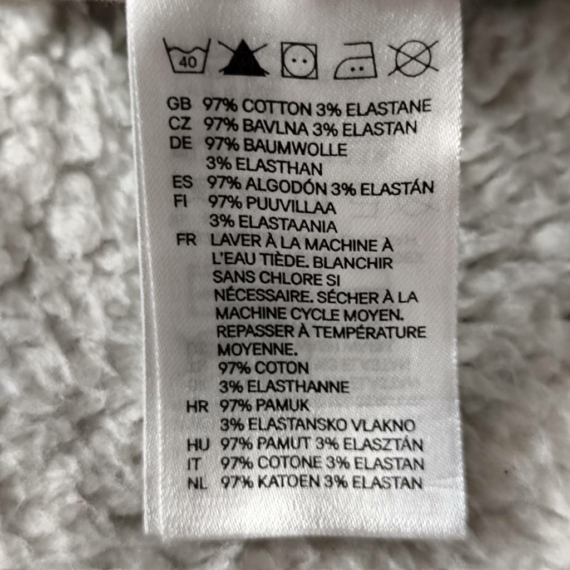 40
GB 97% COTTON 3% ELASTANE
CZ 97% BAVLNA 3% ELASTAN
DE 97% BAUMWOLLE
3% ELASTHAN
ES 97% ALGODÓN 3% ELASTÁN
FI 97% PUUVILLAA
3% ELASTAANIA
FR LAVER À LA MACHINE À
L'EAU TIÈDE. BLANCHIR
SANS CHLORE SI
NÉCESSAIRE. SÉCHER À LA
MACHINE CYCLE MOYEN.
REPASSER À TEMPÉRATURE
MOYENNE.
97% COTON
3% ELASTHANNE
HR 97% PAMUK
3% ELASTANSKO VLAKNO
HU 97% PAMUT 3% ELASZTÁN
IT 97% COTONE 3% ELASTAN
NL 97% KATOEN 3% ELASTAN